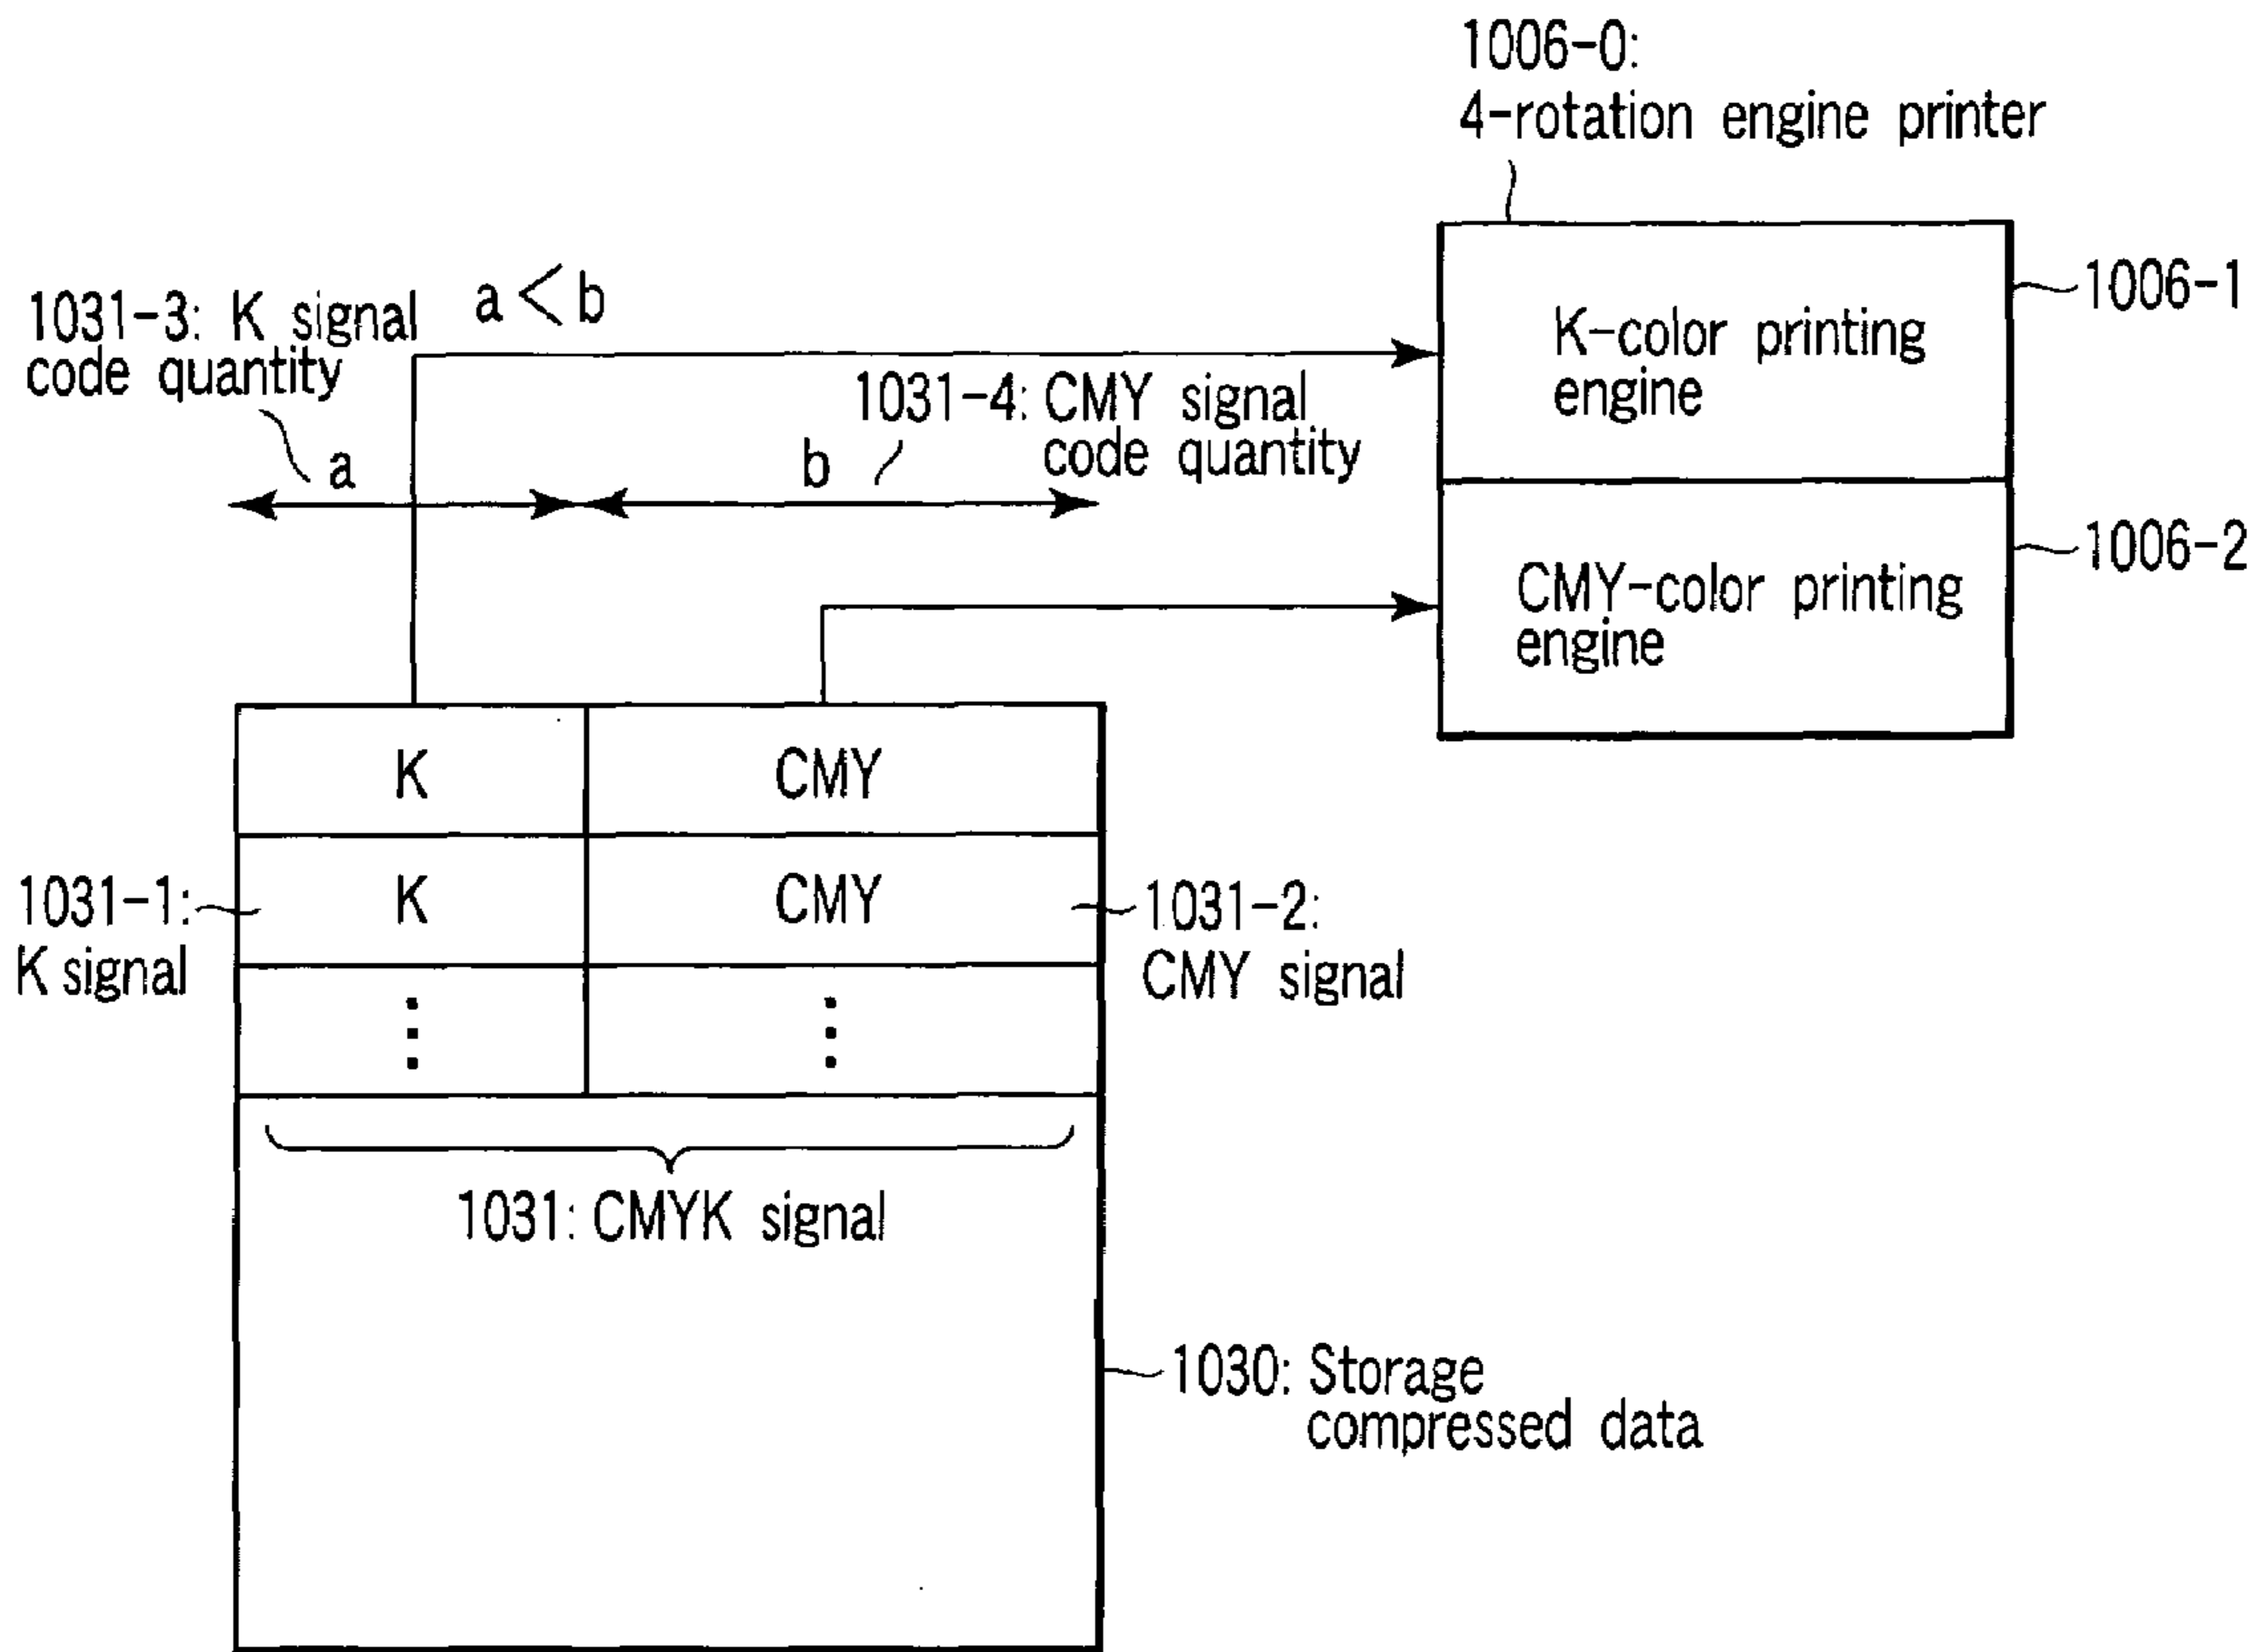 1006-0:
4-rotation engine printer
1006-1
K-color printing
engine
1031-3: K signal
code quantity
a < b
1031-4: CMY signal
code quantity
a
b
1006-2
CMY-color printing
engine
K
CMY
1031-1:
K signal
K
CMY
1031-2:
CMY signal
⋮
⋮
1031: CMYK signal
1030: Storage
compressed data